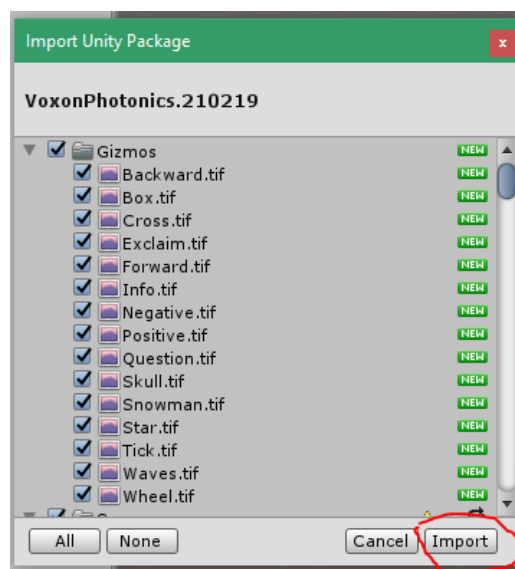 Import Unity Package
x
VoxonPhotonics.210219
Gizmos NEW
Backward.tif NEW
Box.tif NEW
Cross.tif NEW
Exclaim.tif NEW
Forward.tif NEW
Info.tif NEW
Negative.tif NEW
Positive.tif NEW
Question.tif NEW
Skull.tif NEW
Snowman.tif NEW
Star.tif NEW
Tick.tif NEW
Waves.tif NEW
Wheel.tif NEW
All None Cancel Import